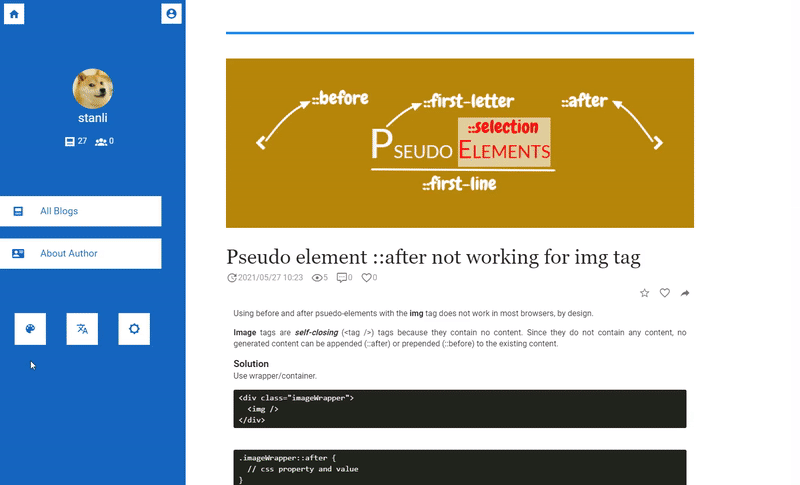 stanli
27 0
All Blogs
About Author
::before
::first-letter
::after
::selection
PSEUDO ELEMENTS
::first-line
Pseudo element ::after not working for img tag
2021/05/27 10:23 5 0 0
Using before and after psuedo-elements with the img tag does not work in most browsers, by design.
Image tags are self-closing (<tag />) tags because they contain no content. Since they do not contain any content, no
generated content can be appended (::after) or prepended (::before) to the existing content.
Solution
Use wrapper/container.
<div class="imageWrapper">
<img />
</div>
.imageWrapper::after {
// css property and value
}